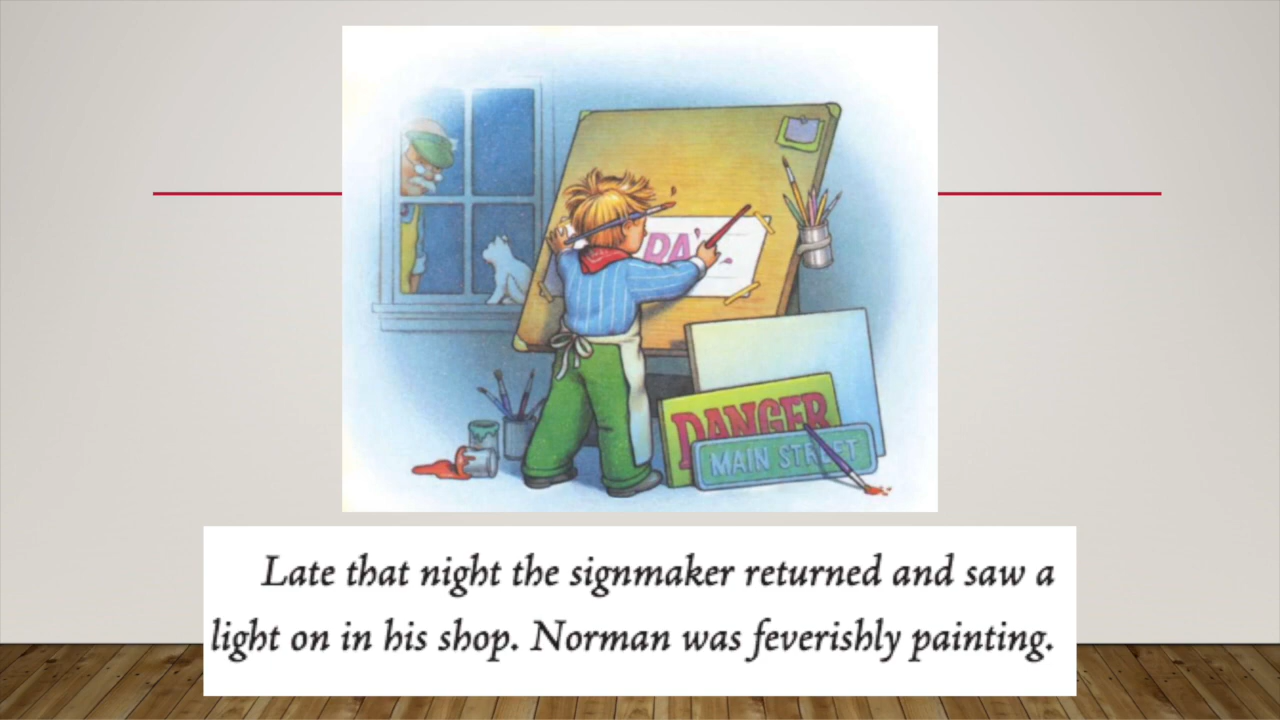 PA
DANGER
MAIN STREET
Late that night the signmaker returned and saw a
light on in his shop. Norman was feverishly painting.